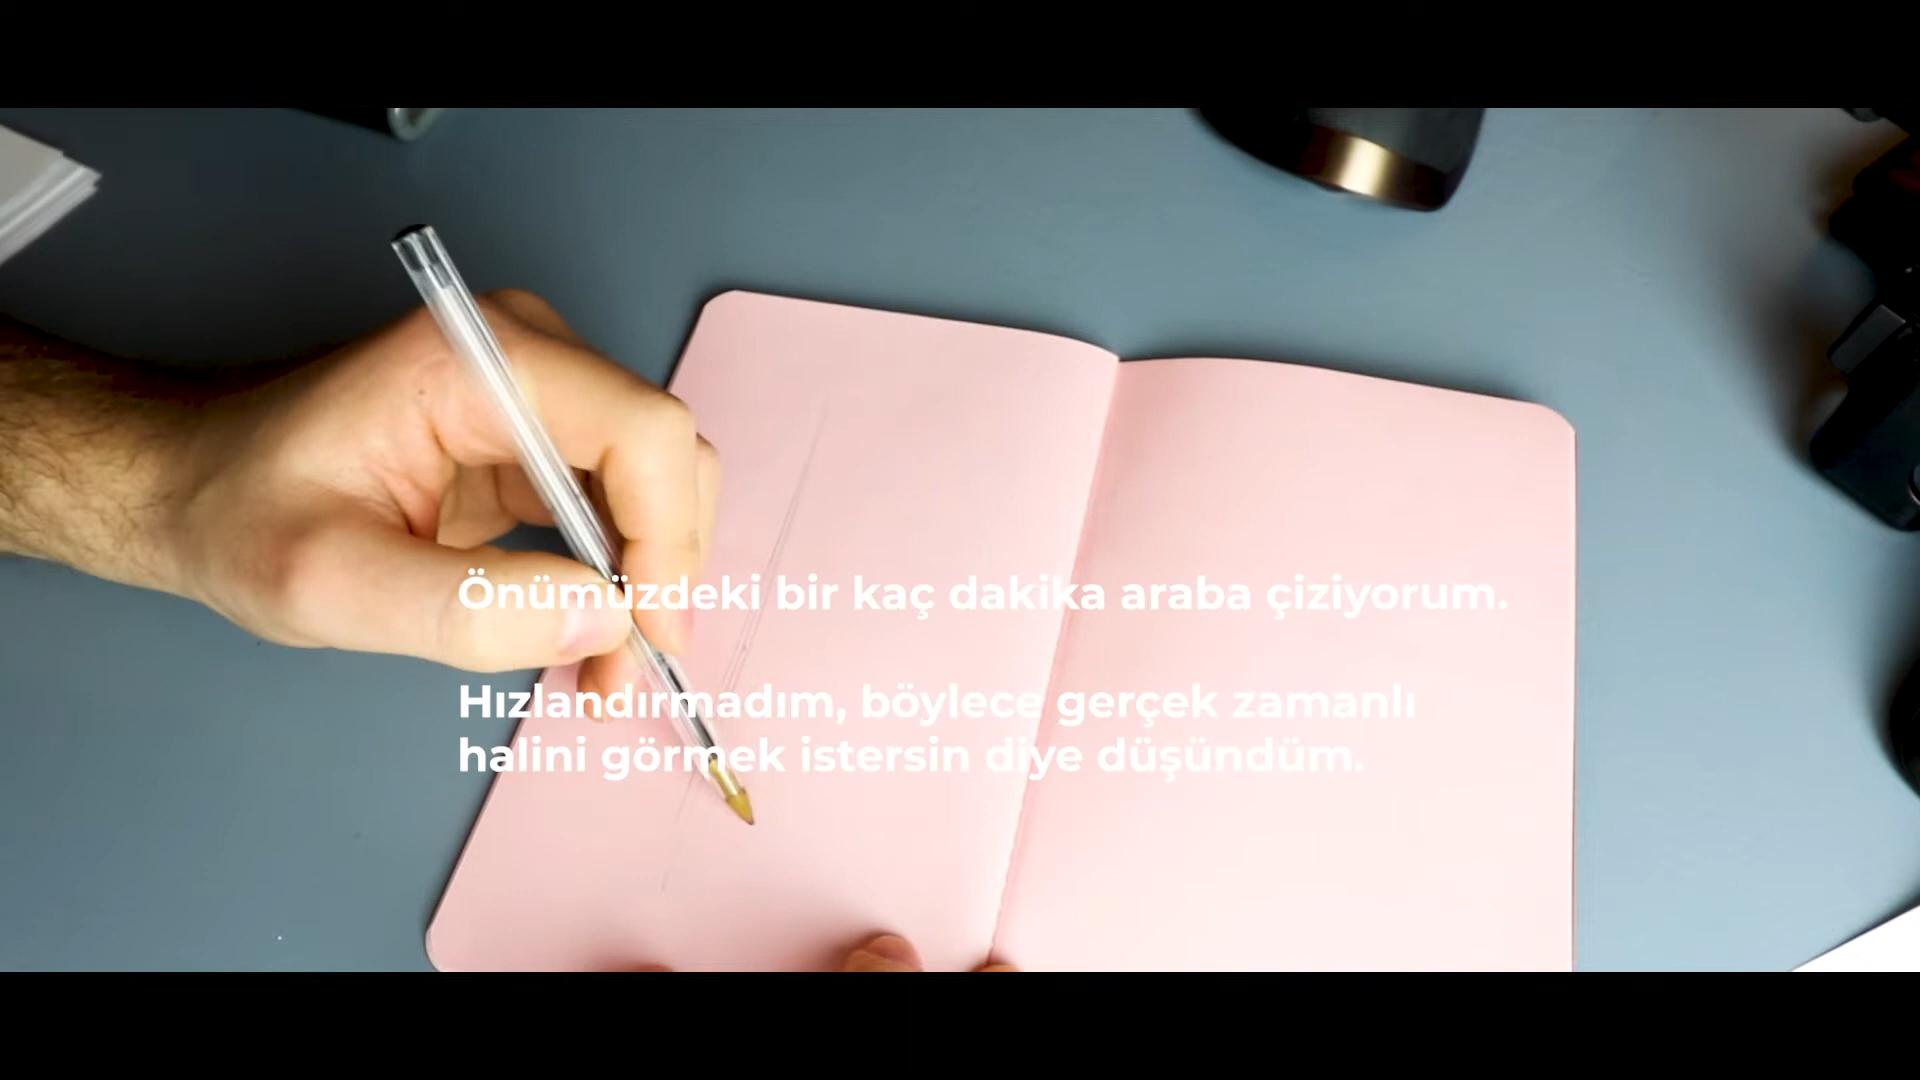 Önümüzdeki bir kaç dakika araba çiziyorum.
Hızlandırmadım, böylece gerçek zamanlı
halini görmek istersin diye düşündüm.